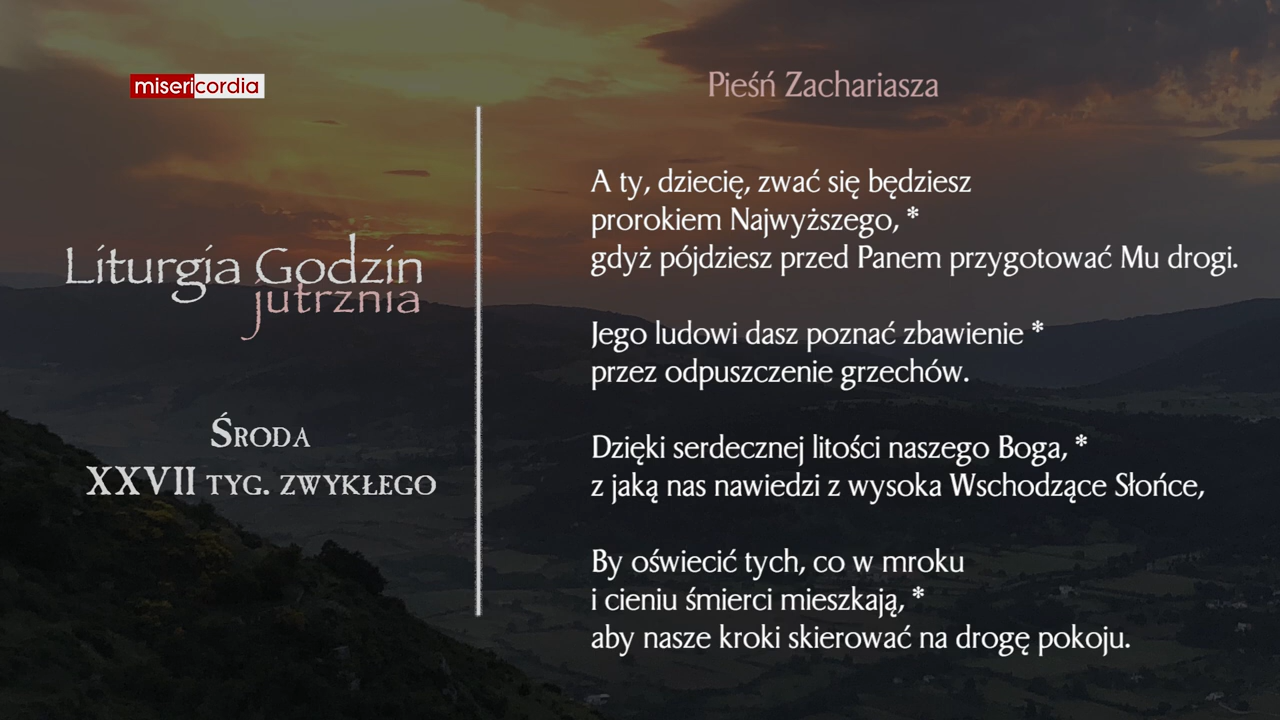 misericordia
Liturgia Godzin
jutrznia
Środa
XXVII tyg. zwykłego
Pieśń Zachariasza
A ty, dziecię, zwać się będziesz
prorokiem Najwyższego, *
gdyż pójdziesz przed Panem przygotować Mu drogi.
Jego ludowi dasz poznać zbawienie *
przez odpuszczenie grzechów.
Dzięki serdecznej litości naszego Boga, *
z jaką nas nawiedzi z wysoka Wschodzące Słońce,
By oświecić tych, co w mroku
i cieniu śmierci mieszkają, *
aby nasze kroki skierować na drogę pokoju.